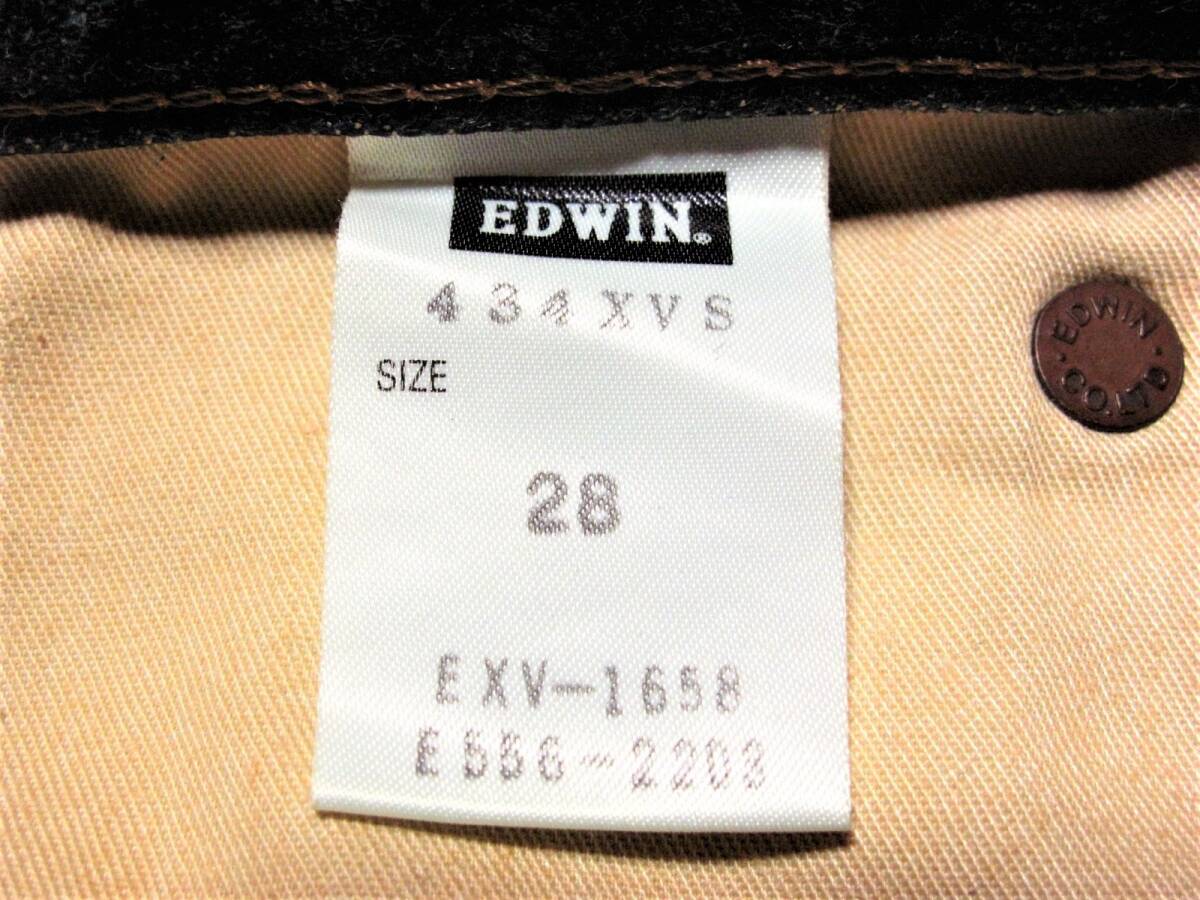 EDWIN®
434XVS
SIZE
28
EXV-1658
E556-2203
EDWIN
CO.LTD